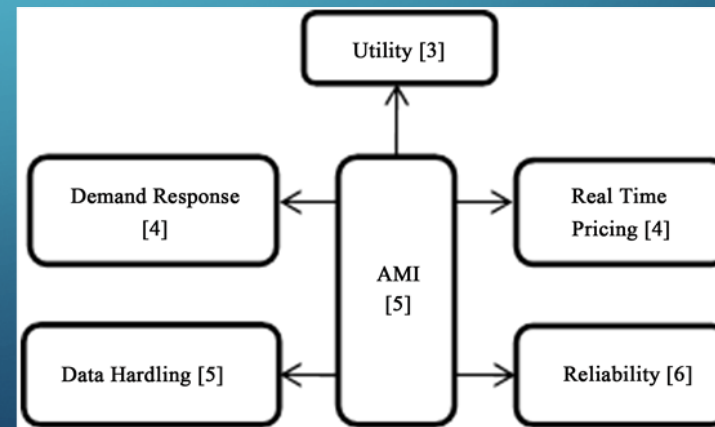 Utility [3]
Demand Response
[4]
Real Time
Pricing [4]
AMI
[5]
Data Hardling [5]
Reliability [6]